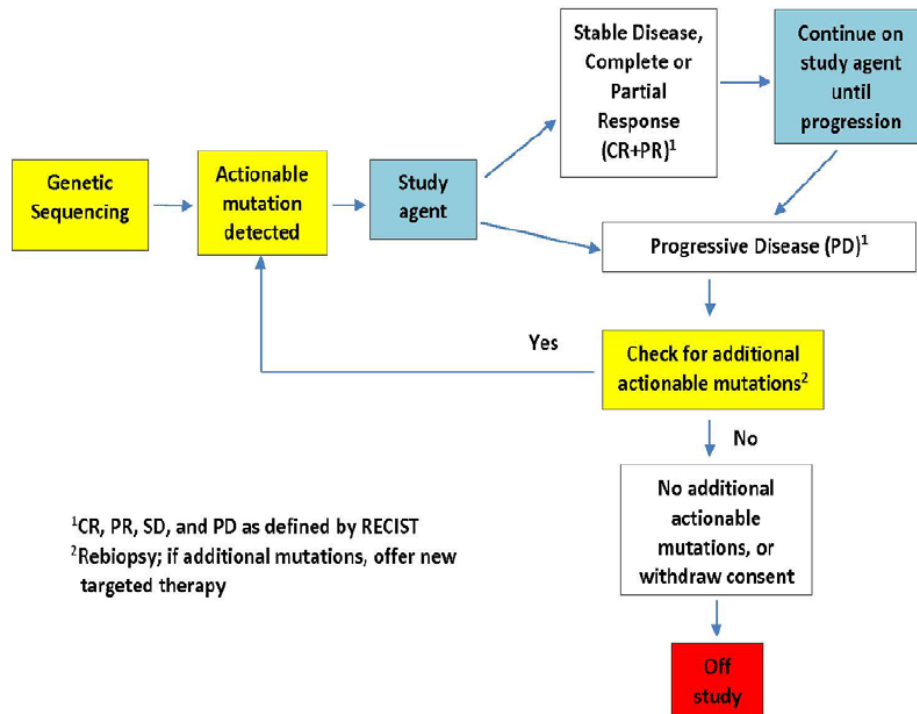 Genetic
Sequencing
Actionable
mutation
detected
Study
agent
Stable Disease,
Complete or
Partial
Response
(CR+PR)¹
Continue on
study agent
until
progression
Progressive Disease (PD)¹
Yes
Check for additional
actionable mutations²
No
No additional
actionable
mutations, or
withdraw consent
Off
study
¹CR, PR, SD, and PD as defined by RECIST
²Rebiopsy; if additional mutations, offer new
targeted therapy